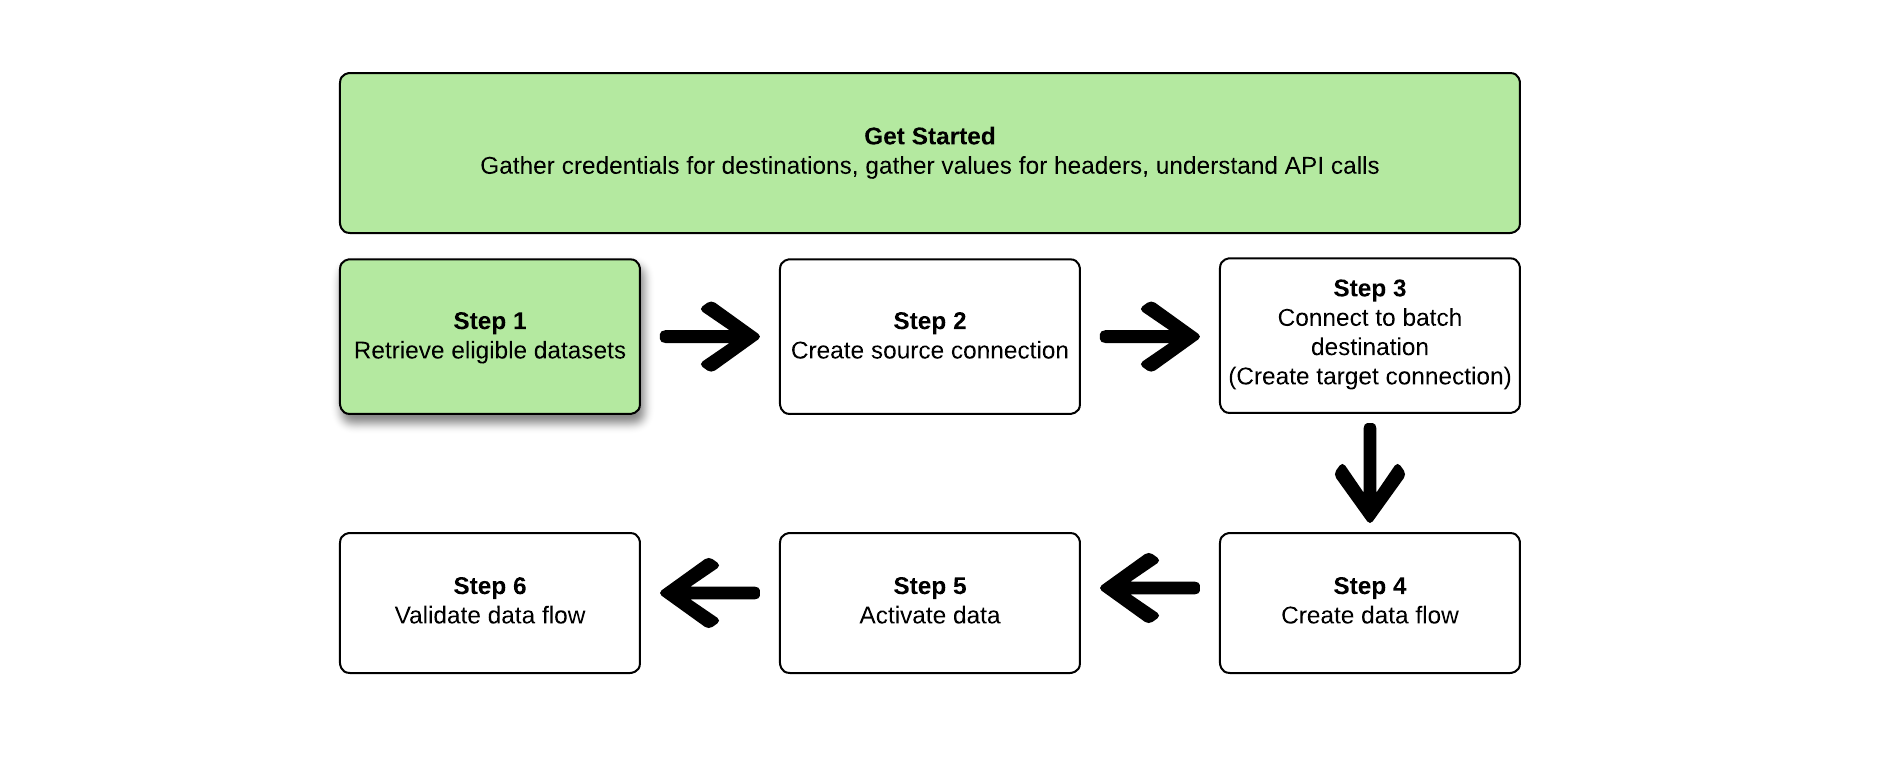 Get Started
Gather credentials for destinations, gather values for headers, understand API calls
Step 1
Retrieve eligible datasets
Step 2
Create source connection
Step 3
Connect to batch
destination
(Create target connection)
Step 4
Create data flow
Step 5
Activate data
Step 6
Validate data flow